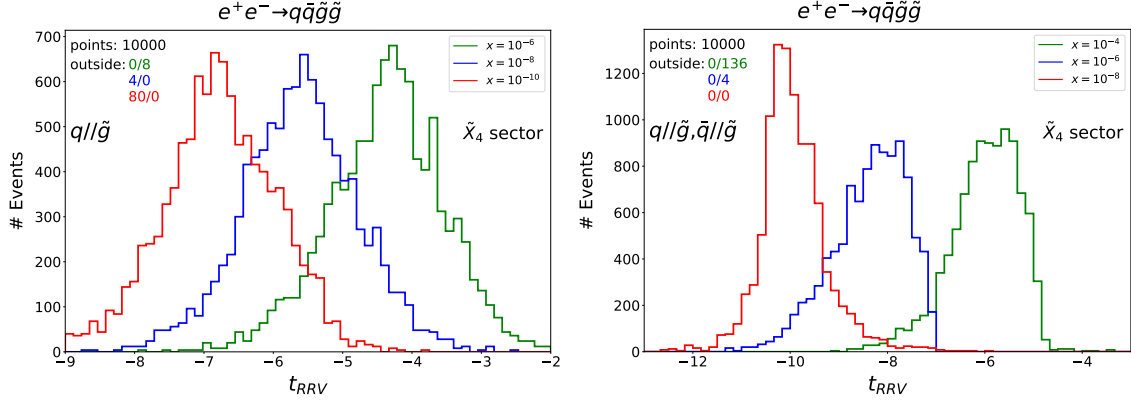 e⁺e⁻→qq̄g̃g̃
points: 10000
outside: 0/8
4/0
80/0
x = 10⁻⁶
x = 10⁻⁸
x = 10⁻¹⁰
q//g̃
X̃₄ sector
# Events
700
600
500
400
300
200
100
0
−9 −8 −7 −6 −5 −4 −3 −2
t_RRV
e⁺e⁻→qq̄g̃g̃
points: 10000
outside: 0/136
0/4
0/0
x = 10⁻⁴
x = 10⁻⁶
x = 10⁻⁸
q//g̃,q̄//g̃
X̃₄ sector
# Events
1200
1000
800
600
400
200
0
−12 −10 −8 −6 −4
t_RRV